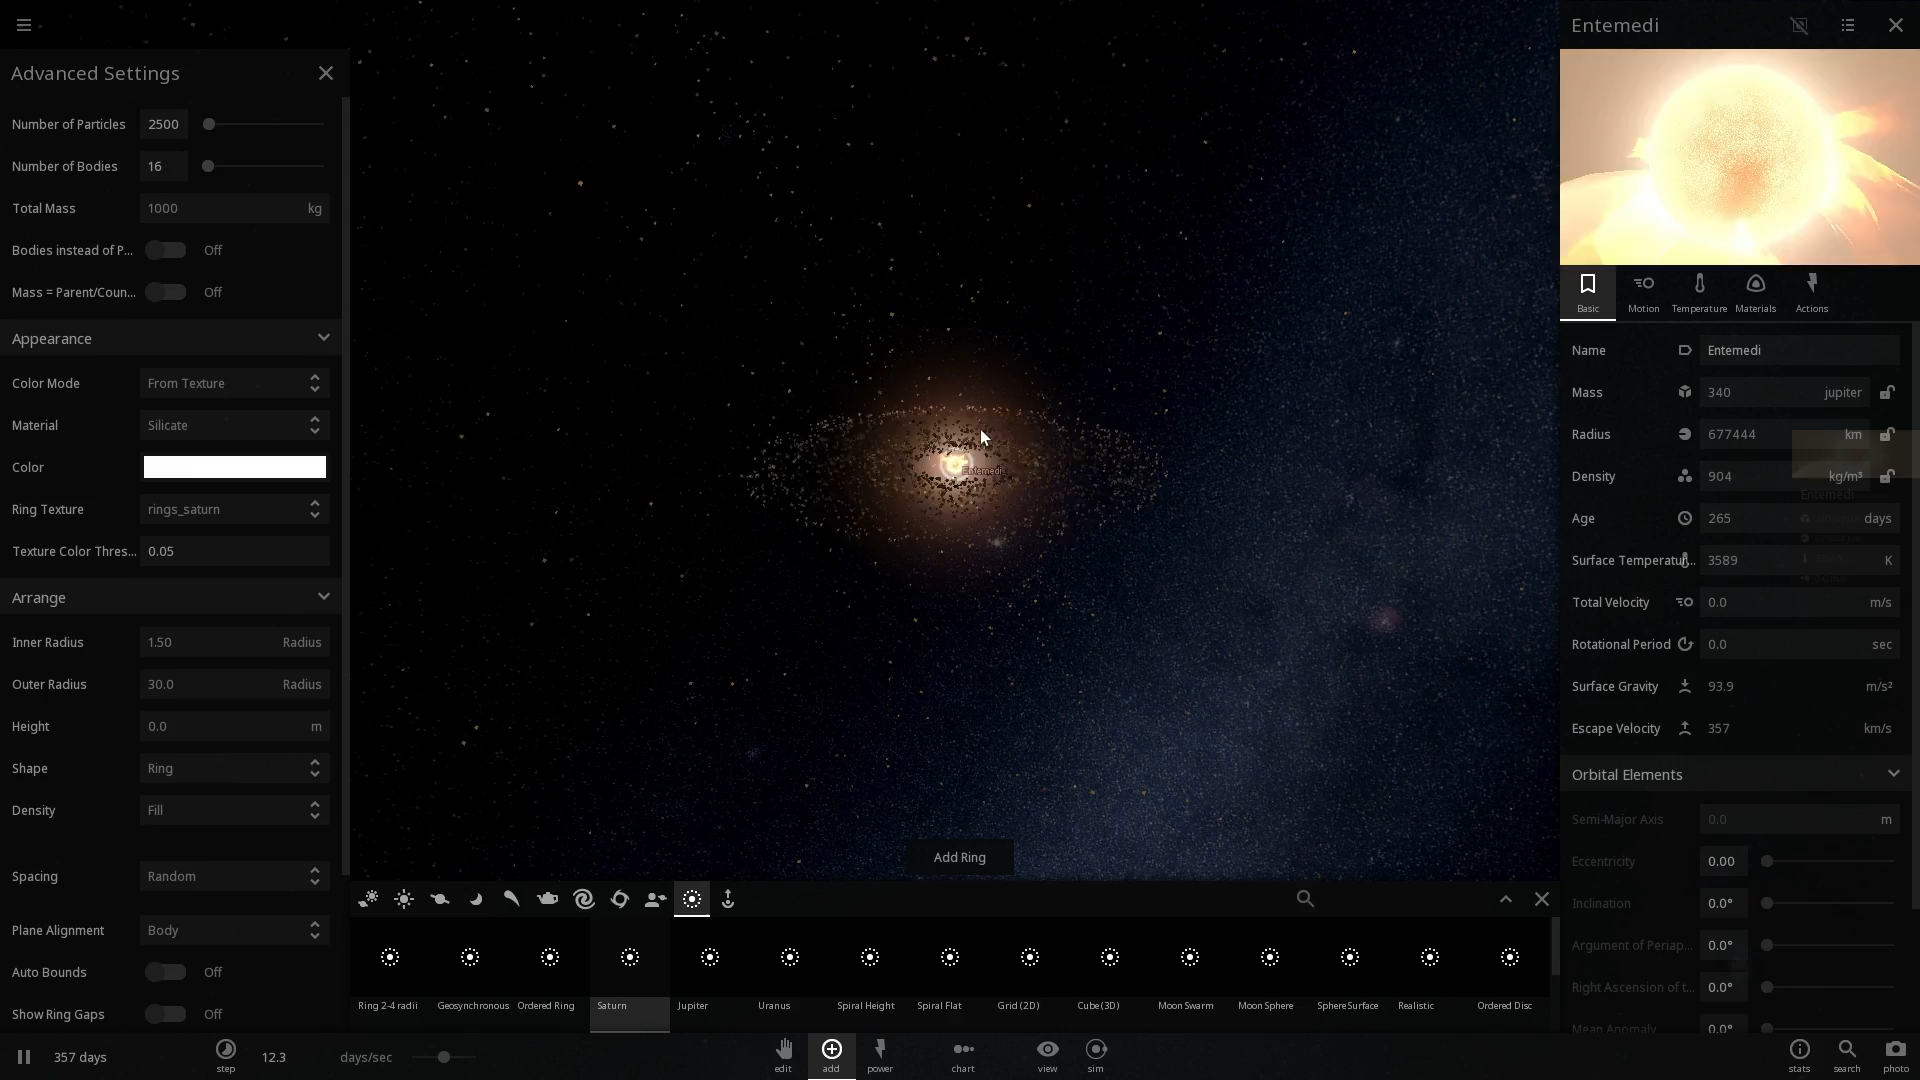 Advanced Settings
Number of Particles 2500
Number of Bodies 16
Total Mass 1000 kg
Bodies instead of P... Off
Mass = Parent/Coun... Off
Appearance
Color Mode From Texture
Material Silicate
Color
Ring Texture rings_saturn
Texture Color Thres... 0.05
Arrange
Inner Radius 1.50 Radius
Outer Radius 30.0 Radius
Height 0.0 m
Shape Ring
Density Fill
Spacing Random
Plane Alignment Body
Auto Bounds Off
Show Ring Gaps Off
Entemedi
Add Ring
Ring 2-4 radii Geosynchronous Ordered Ring Saturn Jupiter Uranus Spiral Height Spiral Flat Grid (2D) Cube (3D) Moon Swarm Moon Sphere Sphere Surface Realistic Ordered Disc
Entemedi
Basic Motion Temperature Materials Actions
Name Entemedi
Mass 340 jupiter
Radius 677444 km
Density 904 kg/m³
Entemedi
Age 265 days
Surface Temperatur... 3589 K
Total Velocity 0.0 m/s
Rotational Period 0.0 sec
Surface Gravity 93.9 m/s²
Escape Velocity 357 km/s
Orbital Elements
Semi-Major Axis 0.0 m
Eccentricity 0.00
Inclination 0.0°
Argument of Periap... 0.0°
Right Ascension of t... 0.0°
Mean Anomaly 0.0°
357 days step 12.3 days/sec edit add power chart view sim stats search photo